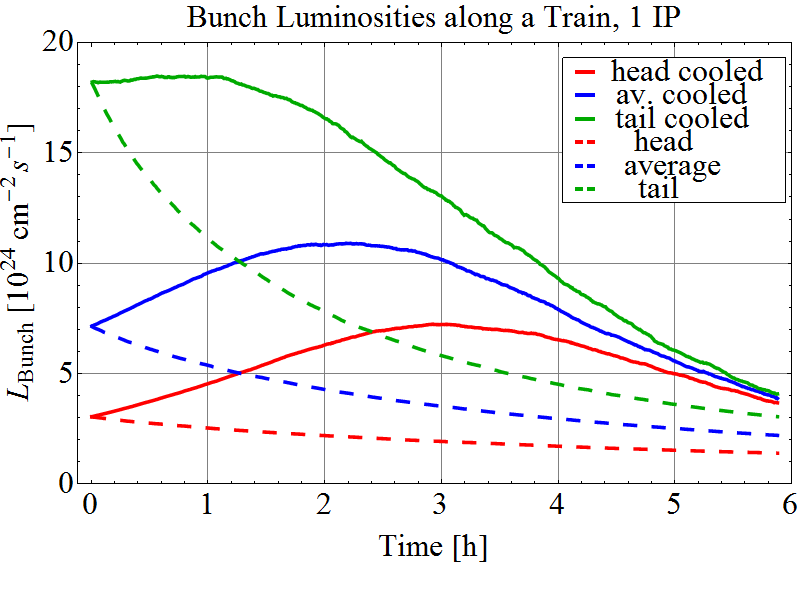 Bunch Luminosities along a Train, 1 IP
20
15
10
5
0
L_Bunch [10^24 cm^-2 s^-1]
head cooled
av. cooled
tail cooled
head
average
tail
0 1 2 3 4 5 6
Time [h]